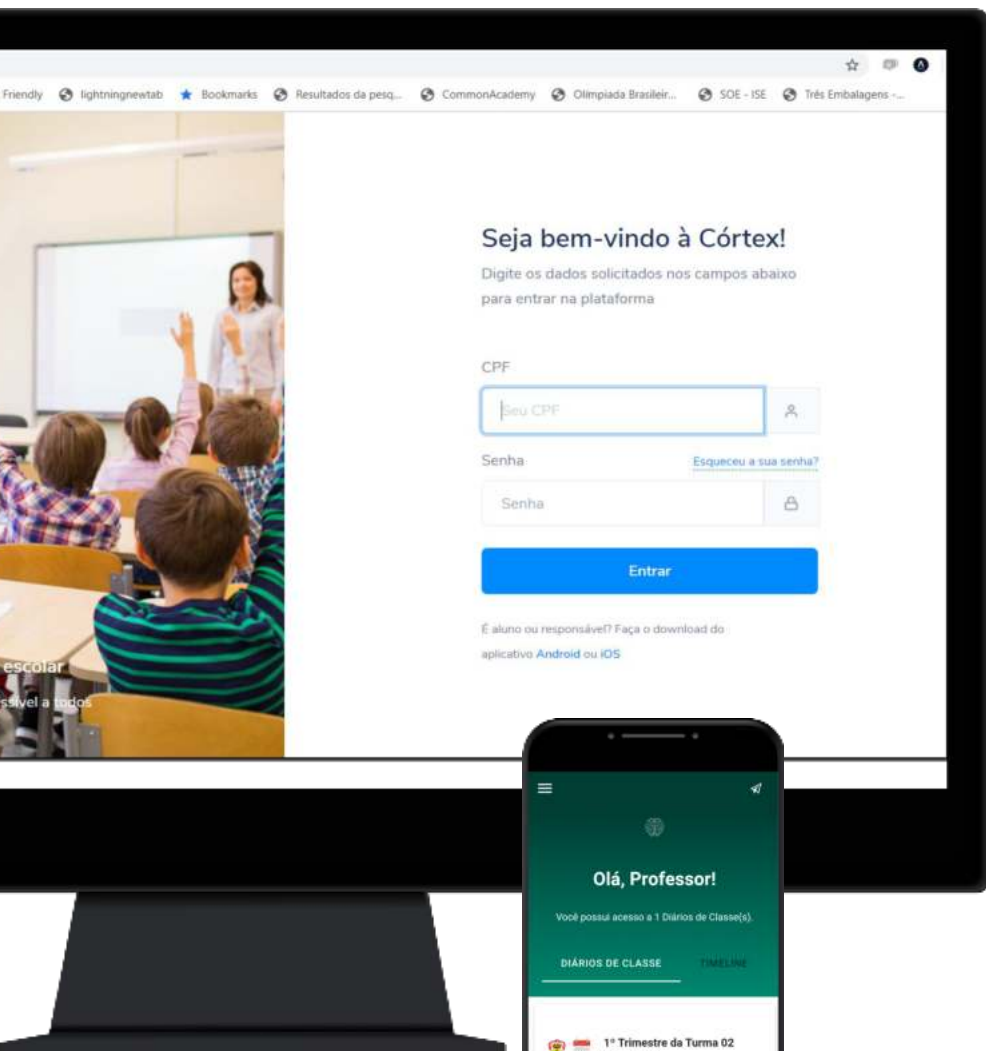 Friendly lightningnewtab Bookmarks Resultados da pesq... CommonAcademy Olimpiada Brasileir... SOE - ISE Três Embalagens -...
Seja bem-vindo à Córtex!
Digite os dados solicitados nos campos abaixo
para entrar na plataforma
CPF
Seu CPF
Senha Esqueceu a sua senha?
Senha
Entrar
É aluno ou responsável? Faça o download do
aplicativo Android ou iOS
escolar
ssível a todos
Olá, Professor!
Você possui acesso a 1 Diários de Classe(s).
DIÁRIOS DE CLASSE TIMELINE
1º Trimestre da Turma 02